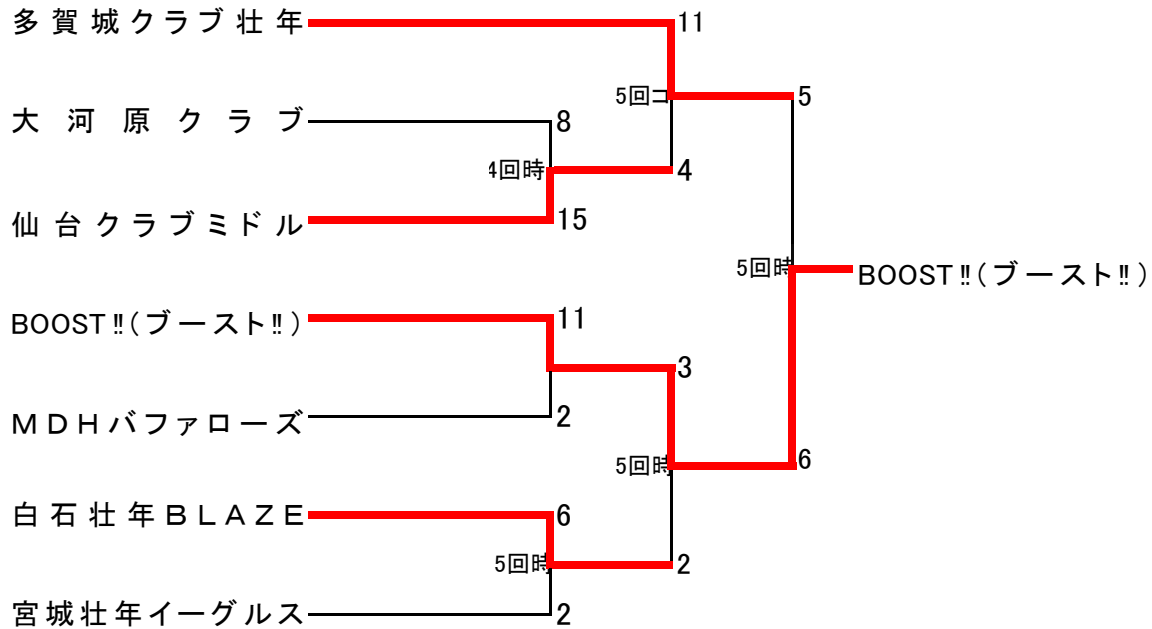 多賀城クラブ壮年
11
5回コ
5
大河原クラブ
8
4回時
4
仙台クラブミドル
15
5回時
BOOST‼(ブースト‼)
BOOST‼(ブースト‼)
11
3
MDHバファローズ
2
5回時
6
白石壮年BLAZE
6
5回時
2
宮城壮年イーグルス
2